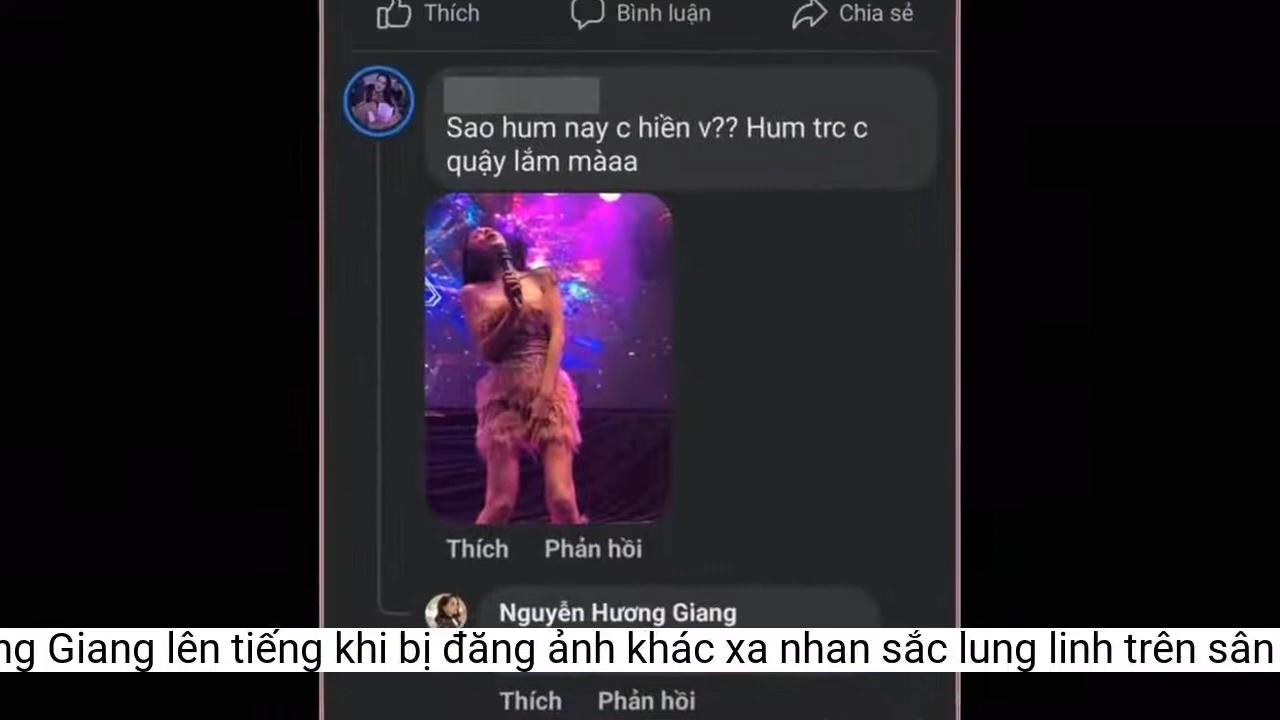 Thích Bình luận Chia sẻ
Sao hum nay c hiền v?? Hum trc c
quậy lắm màaa
Thích Phản hồi
Nguyễn Hương Giang
ng Giang lên tiếng khi bị đăng ảnh khác xa nhan sắc lung linh trên sân
Thích Phản hồi